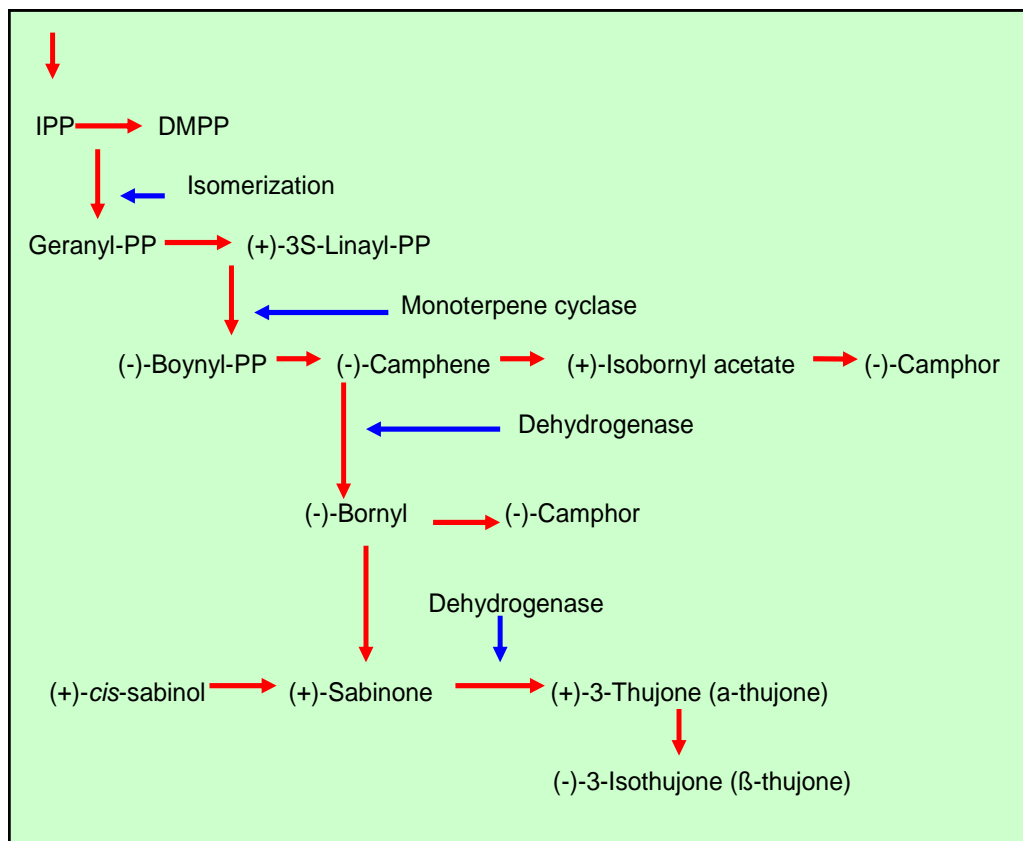 IPP DMPP
Isomerization
Geranyl-PP (+)-3S-Linayl-PP
Monoterpene cyclase
(-)-Boynyl-PP (-)-Camphene (+)-Isobornyl acetate (-)-Camphor
Dehydrogenase
(-)-Bornyl (-)-Camphor
Dehydrogenase
(+)-cis-sabinol (+)-Sabinone (+)-3-Thujone (a-thujone)
(-)-3-Isothujone (ß-thujone)